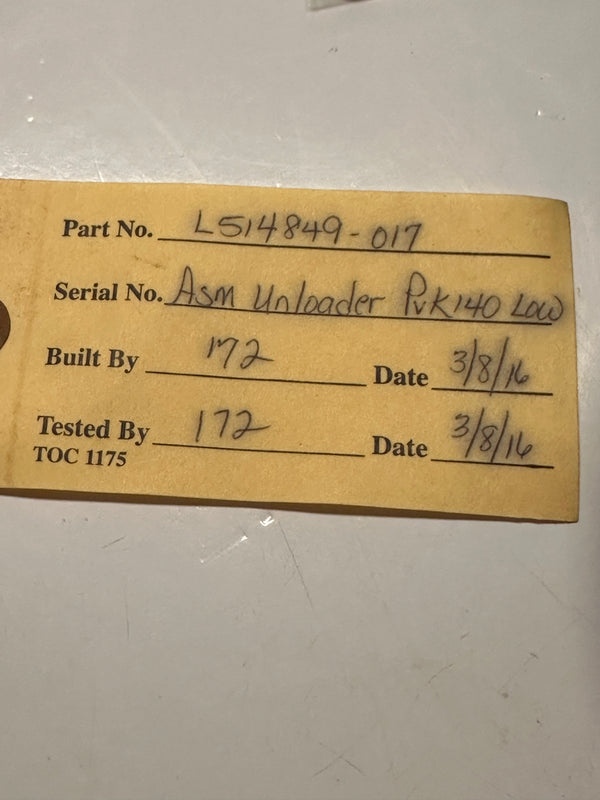 Part No. L514849-017
Serial No. Asm Unloader PVK140 Low
Built By 172 Date 3/8/16
Tested By 172 Date 3/8/16
TOC 1175